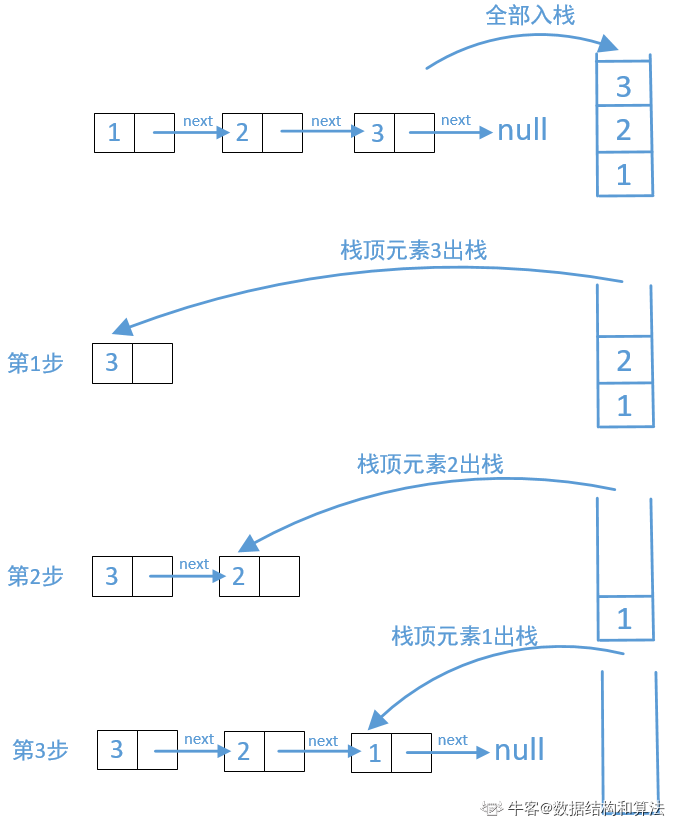 全部入栈
1 next 2 next 3 next null
3
2
1
栈顶元素3出栈
第1步 3
2
1
栈顶元素2出栈
第2步 3 next 2
1
栈顶元素1出栈
第3步 3 next 2 next 1 next null
牛客@数据结构和算法